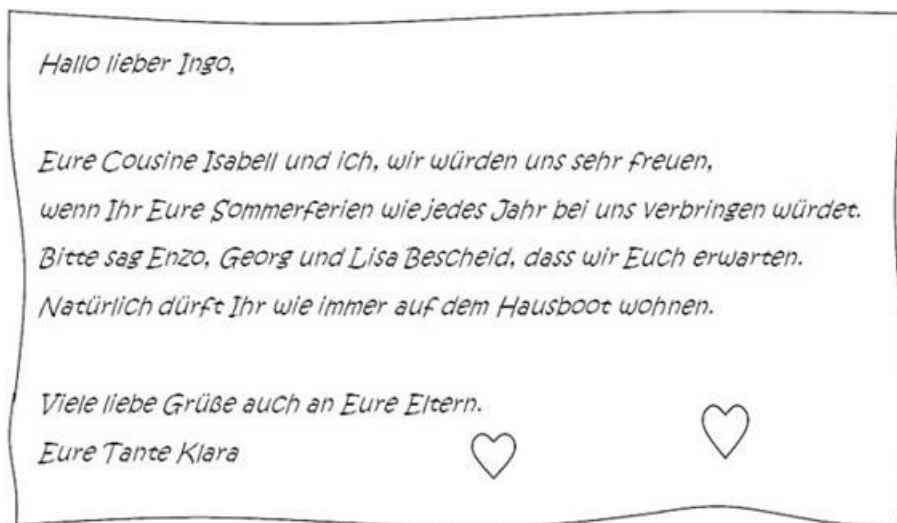 Hallo lieber Ingo,
Eure Cousine Isabell und ich, wir würden uns sehr freuen,
wenn Ihr Eure Sommerferien wie jedes Jahr bei uns verbringen würdet.
Bitte sag Enzo, Georg und Lisa Bescheid, dass wir Euch erwarten.
Natürlich dürft Ihr wie immer auf dem Hausboot wohnen.
Viele liebe Grüße auch an Eure Eltern.
Eure Tante Klara